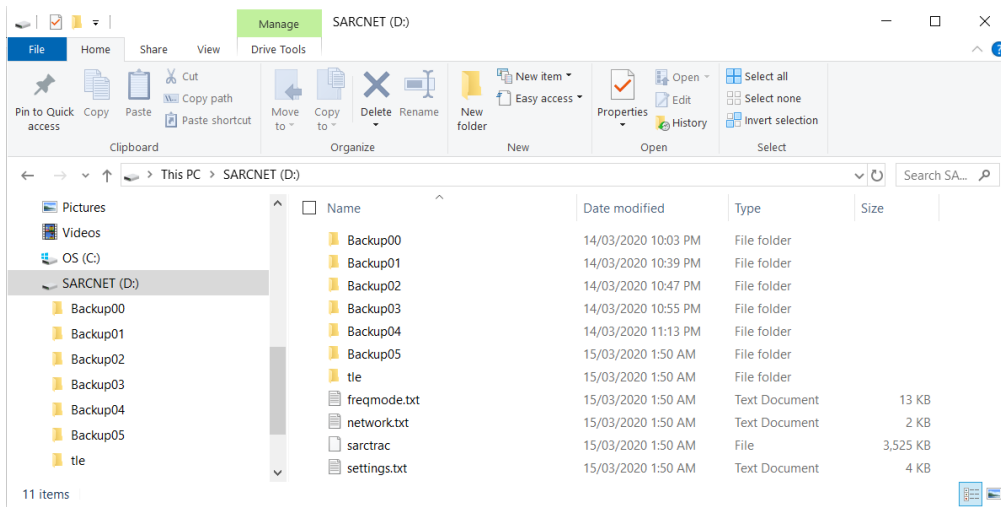 Manage SARCNET (D:)
File Home Share View Drive Tools
Pin to Quick access
Copy
Paste
Cut
Copy path
Paste shortcut
Clipboard
Move to
Copy to
Delete
Rename
Organize
New folder
New item
Easy access
New
Properties
Open
Edit
History
Open
Select all
Select none
Invert selection
Select
This PC > SARCNET (D:)
Search SA...
Pictures
Videos
OS (C:)
SARCNET (D:)
Backup00
Backup01
Backup02
Backup03
Backup04
Backup05
tle
Name Date modified Type Size
Backup00 14/03/2020 10:03 PM File folder
Backup01 14/03/2020 10:39 PM File folder
Backup02 14/03/2020 10:47 PM File folder
Backup03 14/03/2020 10:55 PM File folder
Backup04 14/03/2020 11:13 PM File folder
Backup05 15/03/2020 1:50 AM File folder
tle 15/03/2020 1:50 AM File folder
freqmode.txt 15/03/2020 1:50 AM Text Document 13 KB
network.txt 15/03/2020 1:50 AM Text Document 2 KB
sarctrac 15/03/2020 1:50 AM File 3,525 KB
settings.txt 15/03/2020 1:50 AM Text Document 4 KB
11 items